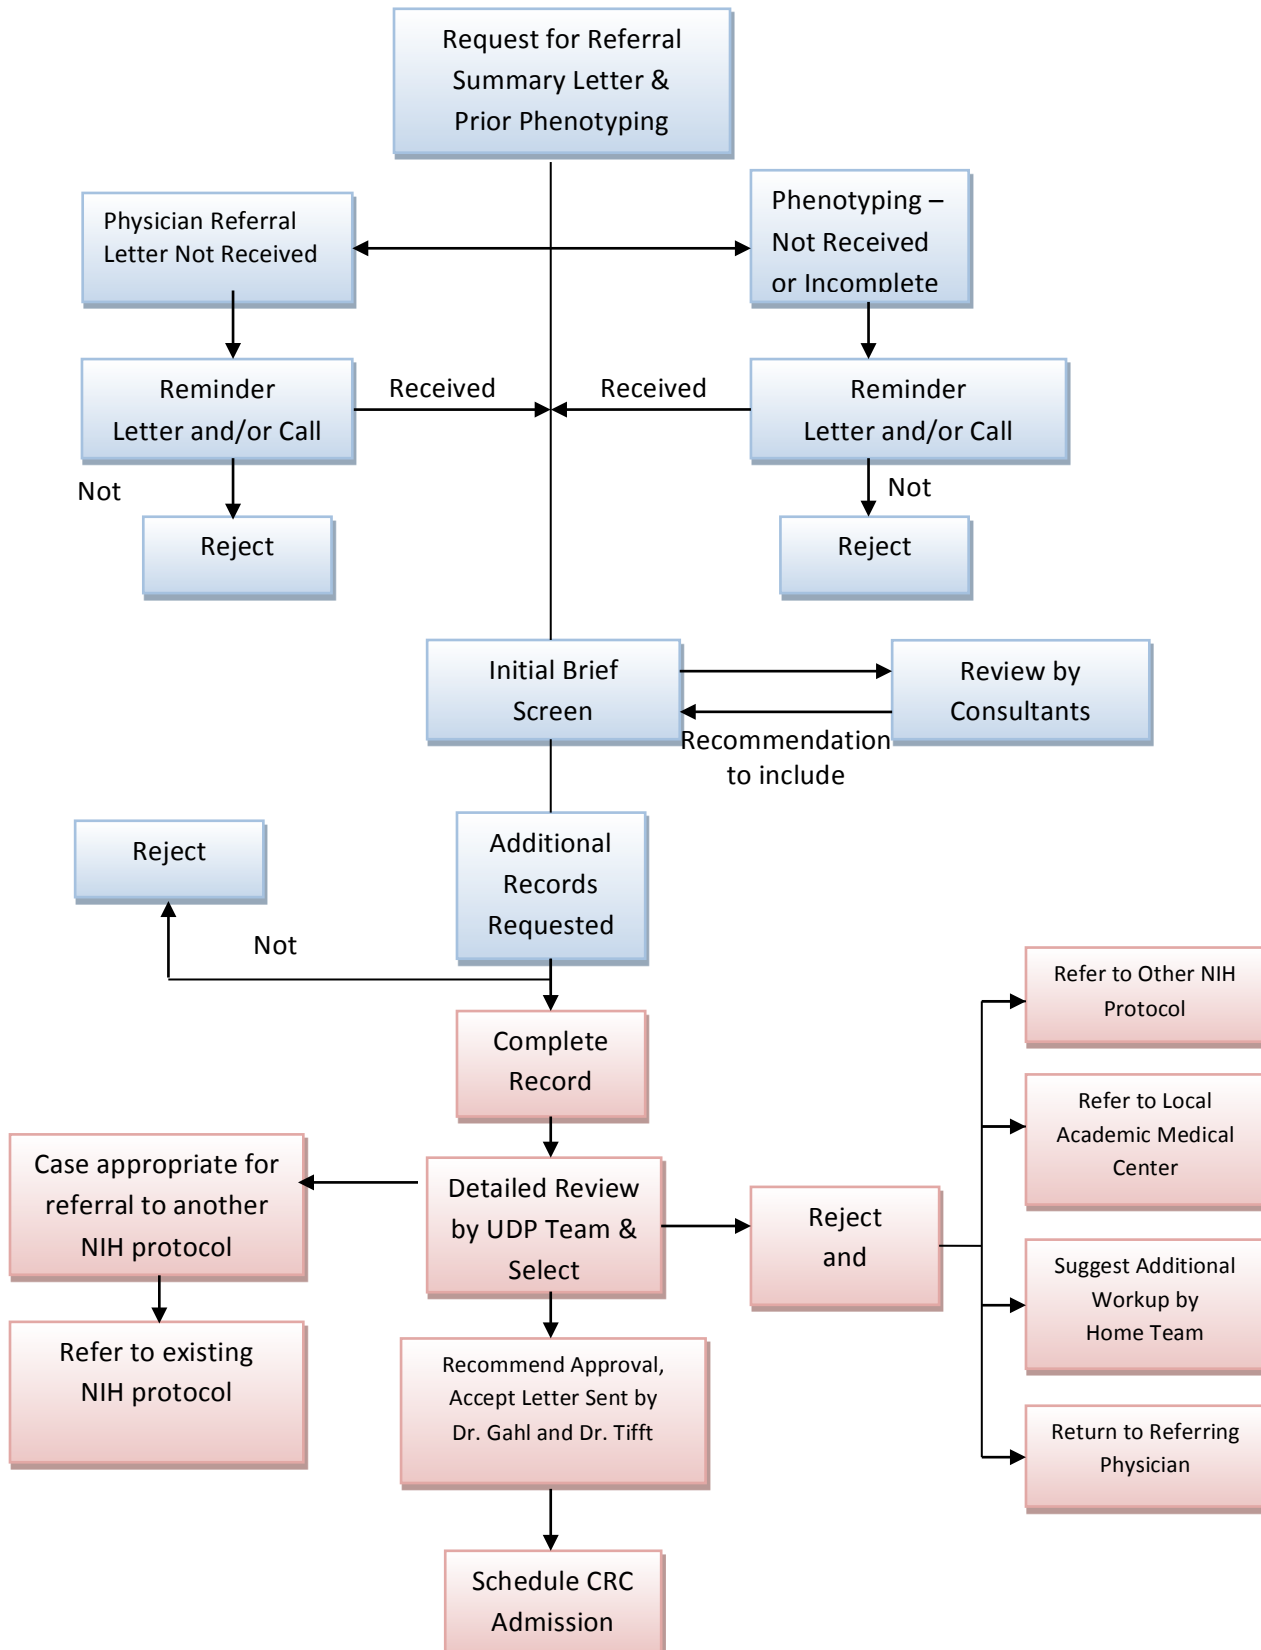 Request for Referral
Summary Letter &
Prior Phenotyping
Physician Referral
Letter Not Received
Phenotyping –
Not Received
or Incomplete
Reminder
Letter and/or Call
Received
Received
Reminder
Letter and/or Call
Not
Not
Reject
Reject
Initial Brief
Screen
Review by
Consultants
Recommendation
to include
Reject
Additional
Records
Requested
Not
Complete
Record
Refer to Other NIH
Protocol
Refer to Local
Academic Medical
Center
Case appropriate for
referral to another
NIH protocol
Detailed Review
by UDP Team &
Select
Reject
and
Suggest Additional
Workup by
Home Team
Refer to existing
NIH protocol
Recommend Approval,
Accept Letter Sent by
Dr. Gahl and Dr. Tifft
Return to Referring
Physician
Schedule CRC
Admission